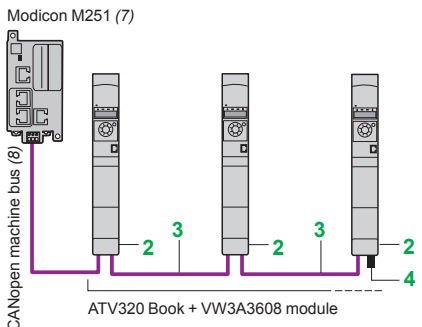 Modicon M251 (7)
CANopen machine bus (8)
2
3
2
3
2
4
ATV320 Book + VW3A3608 module